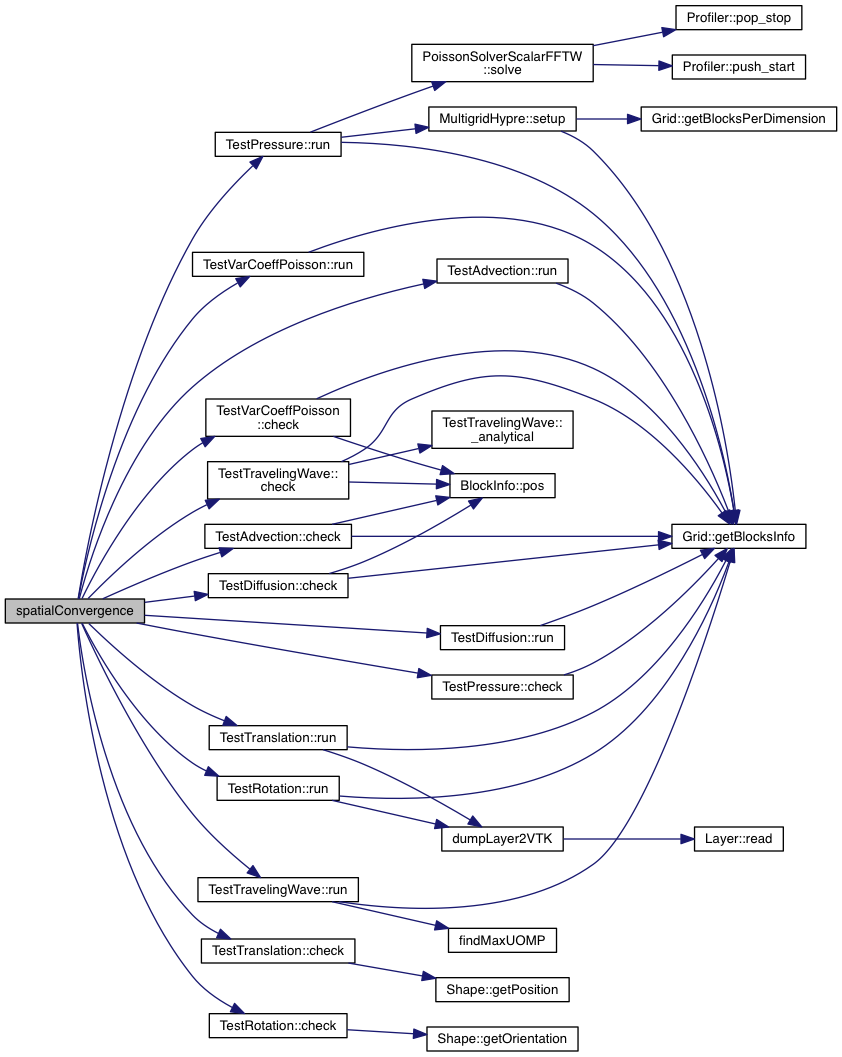 Profiler::pop_stop
PoissonSolverScalarFFTW
::solve
Profiler::push_start
MultigridHypre::setup
Grid::getBlocksPerDimension
TestPressure::run
TestVarCoeffPoisson::run
TestAdvection::run
TestVarCoeffPoisson
::check
TestTravelingWave::
_analytical
TestTravelingWave::
check
BlockInfo::pos
TestAdvection::check
Grid::getBlocksInfo
TestDiffusion::check
spatialConvergence
TestDiffusion::run
TestPressure::check
TestTranslation::run
TestRotation::run
dumpLayer2VTK
Layer::read
TestTravelingWave::run
findMaxUOMP
TestTranslation::check
Shape::getPosition
TestRotation::check
Shape::getOrientation